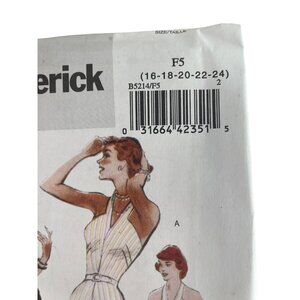 SIZE/TAILLE
F5
(16-18-20-22-24)
B5214/F5 2
erick
0 31664 42351 5
A